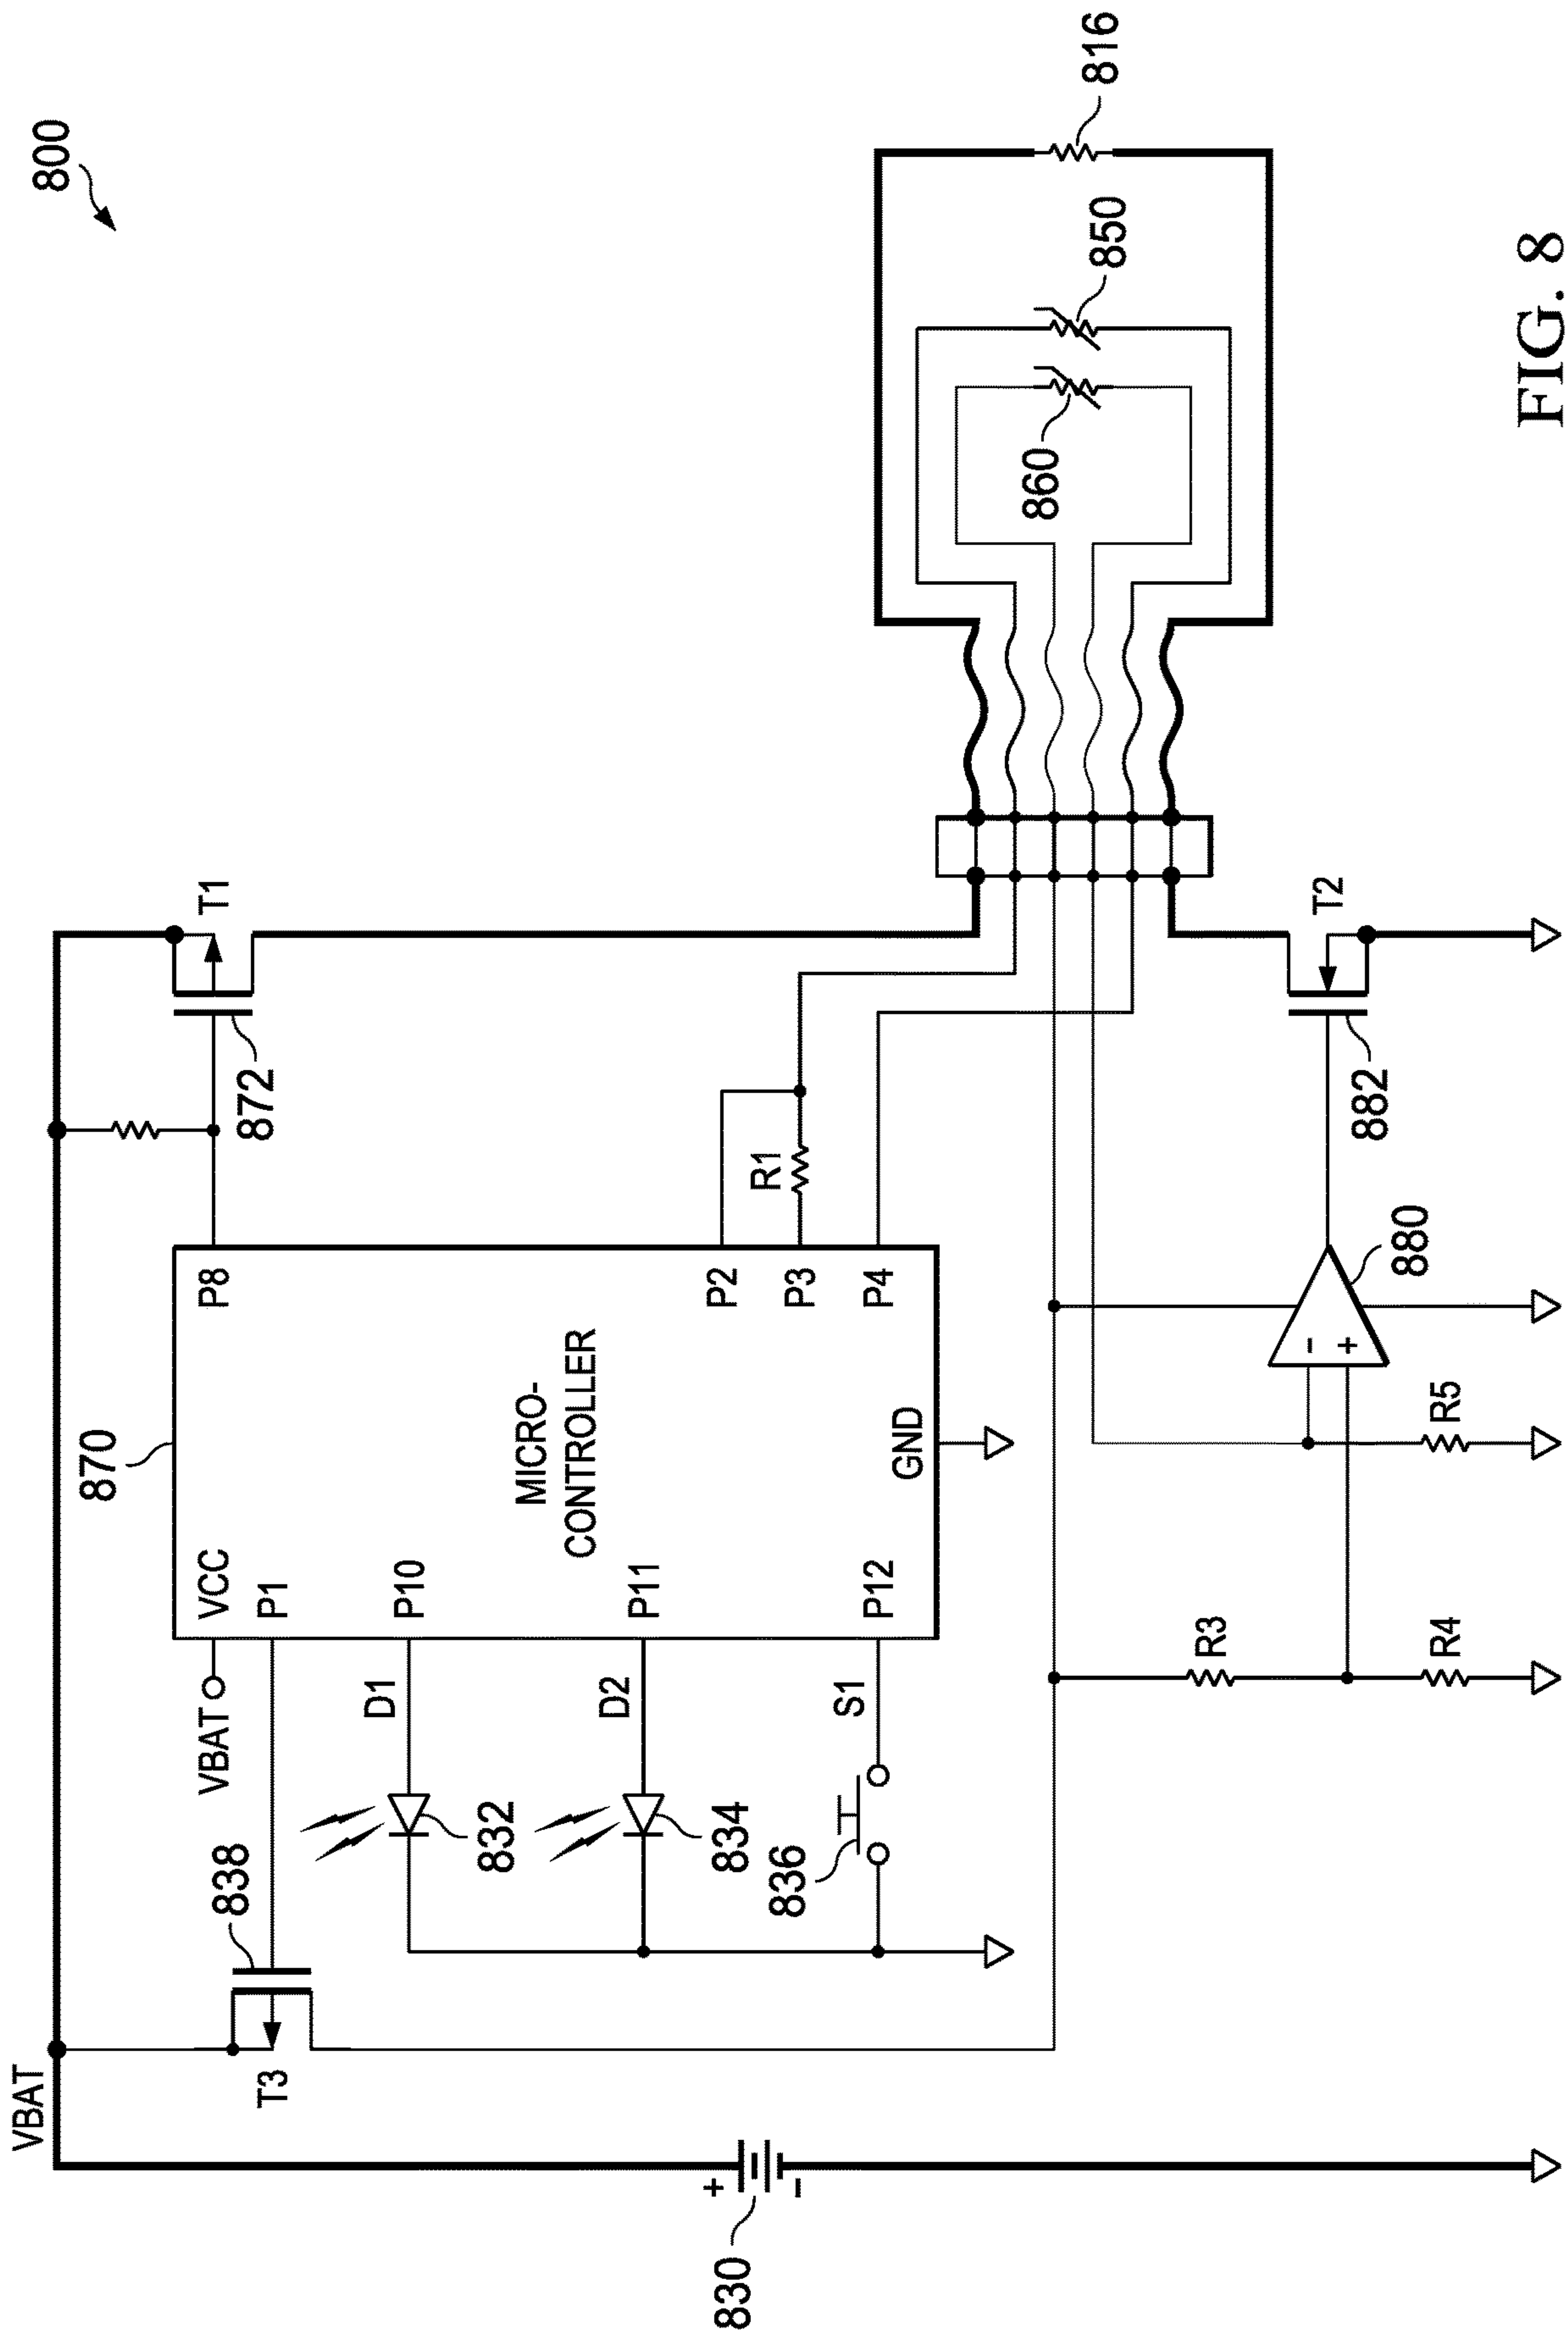 800
VBAT
T1
872
P8
870
VCC
VBAT
P1
838
T3
P10
D1
832
MICRO-
CONTROLLER
P11
D2
834
P2
R1
P3
P4
P12
S1
836
GND
+
-
830
816
850
860
T2
882
880
-
+
R5
R3
R4
FIG. 8